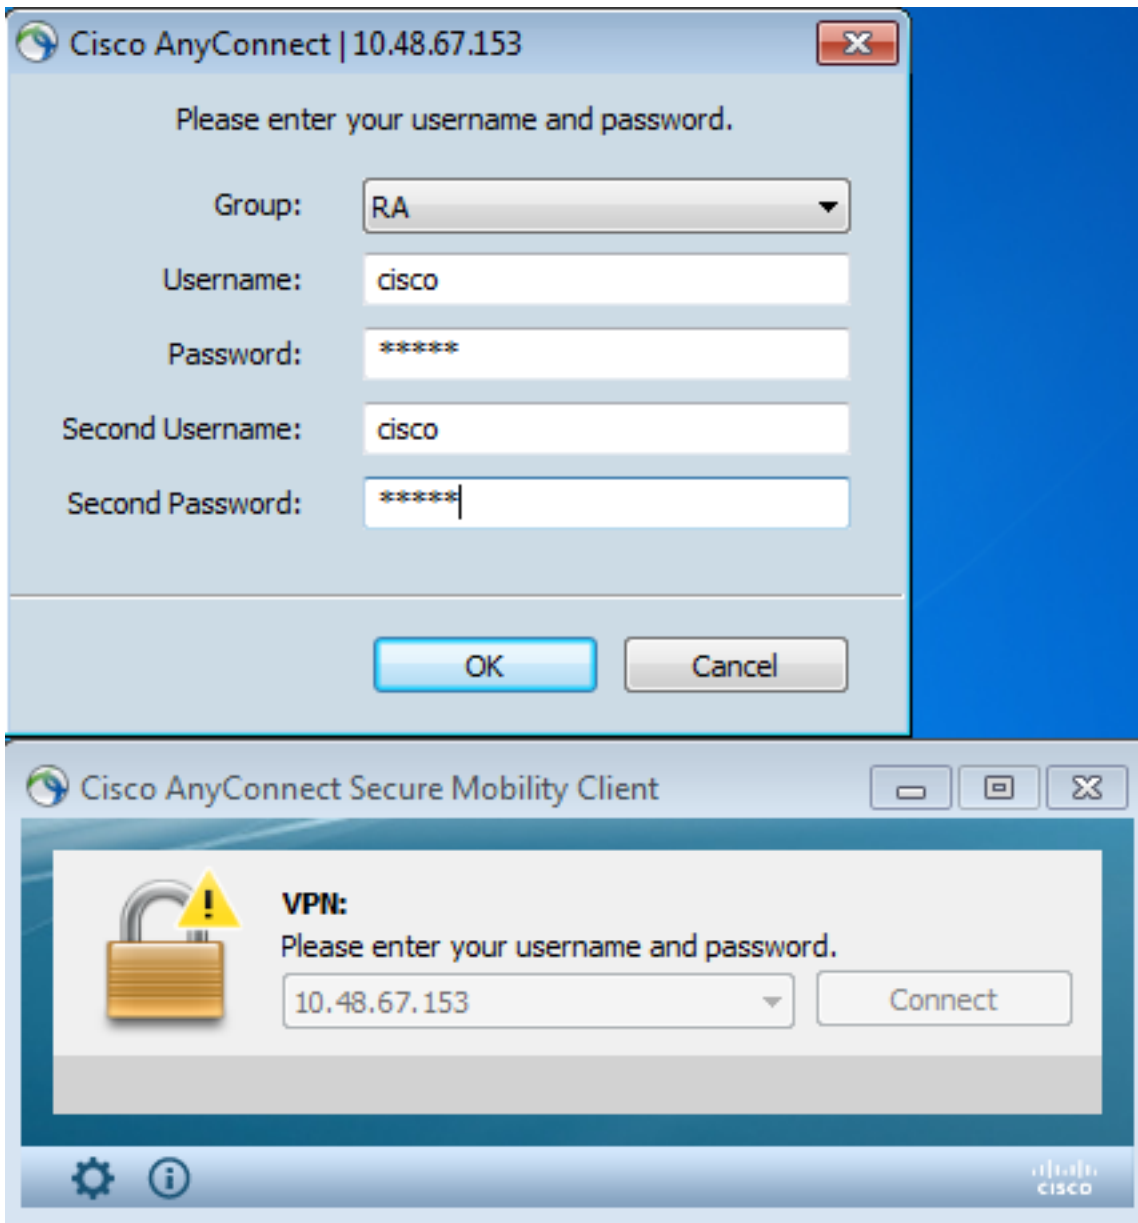 Cisco AnyConnect | 10.48.67.153
Please enter your username and password.
Group: RA
Username: cisco
Password: *****
Second Username: cisco
Second Password: *****
OK Cancel
Cisco AnyConnect Secure Mobility Client
VPN:
Please enter your username and password.
10.48.67.153 Connect
CISCO